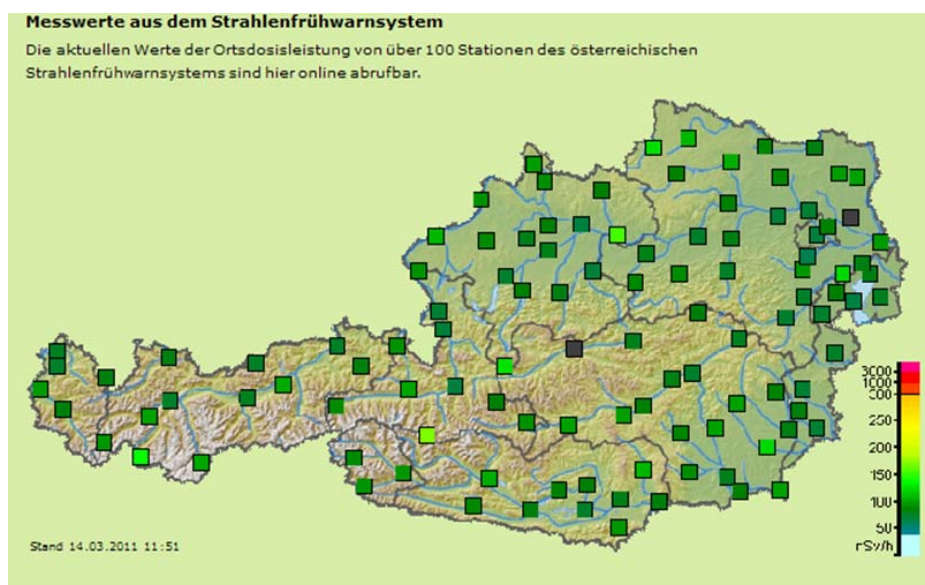 Messwerte aus dem Strahlenfrühwarnsystem
Die aktuellen Werte der Ortsdosisleistung von über 100 Stationen des österreichischen
Strahlenfrühwarnsystems sind hier online abrufbar.
3000
1000
300
250
200
150
100
50
nSv/h
Stand 14.03.2011 11:51